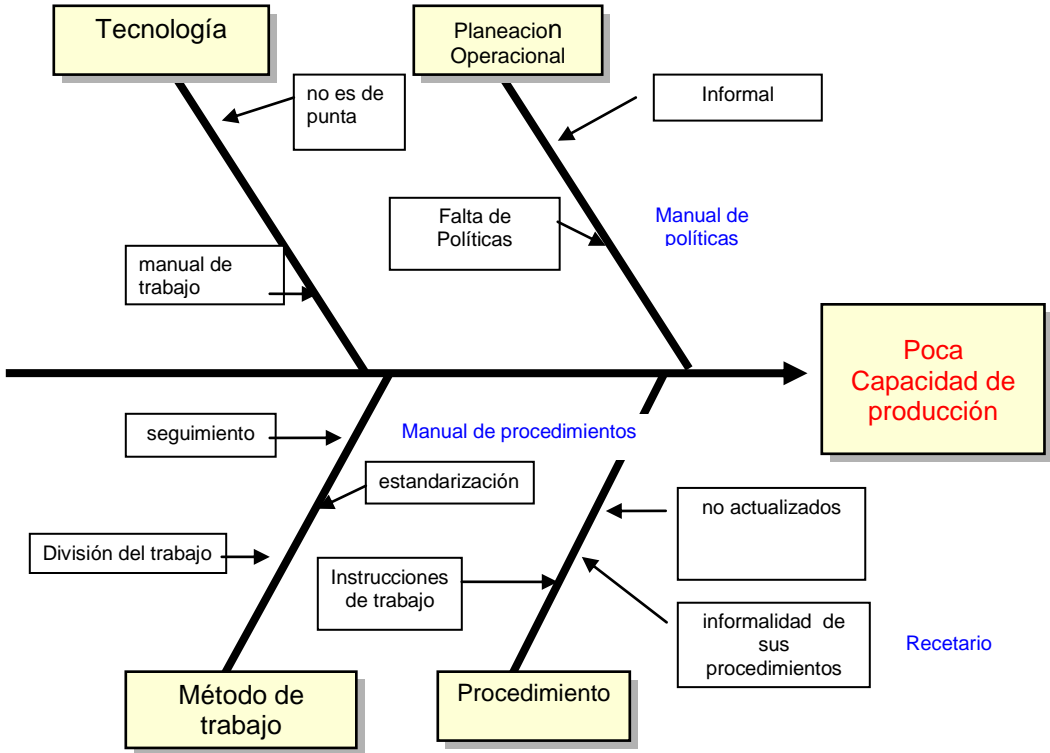 Tecnología
Planeacion
Operacional
no es de
punta
Informal
Falta de
Políticas
Manual de
políticas
manual de
trabajo
Poca
Capacidad de
producción
seguimiento
Manual de procedimientos
estandarización
no actualizados
División del trabajo
Instrucciones
de trabajo
informalidad de
sus
procedimientos
Recetario
Método de
trabajo
Procedimiento